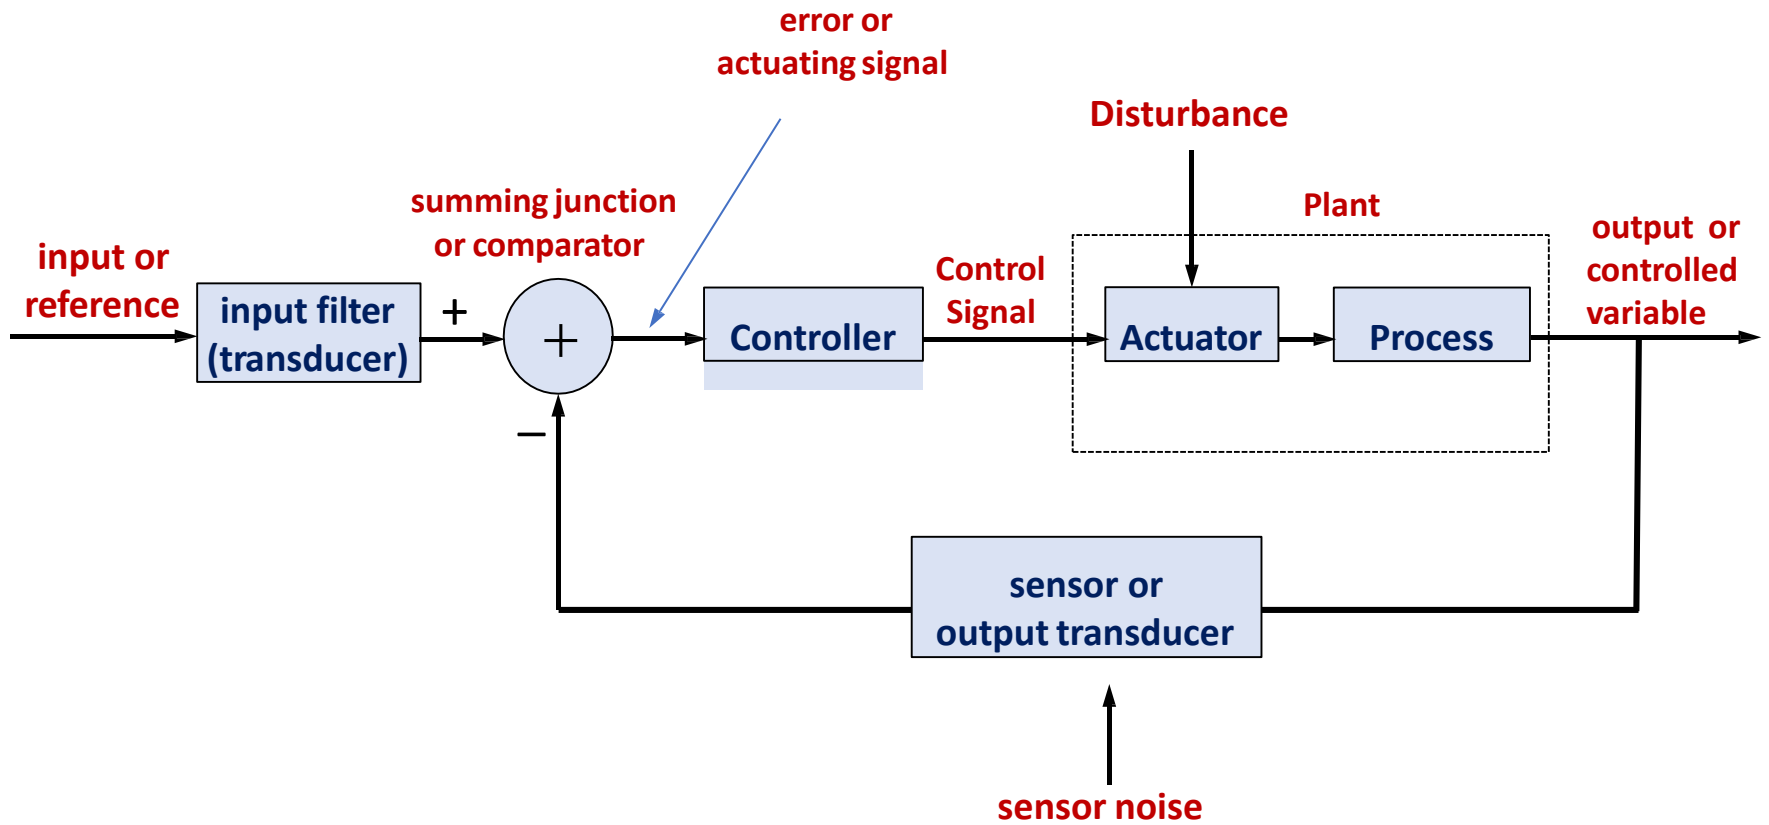 error or
actuating signal
Disturbance
summing junction
or comparator
Plant
input or
reference
output or
controlled
variable
Control
Signal
input filter
(transducer)
+
+
Controller
Actuator
Process
−
sensor or
output transducer
sensor noise